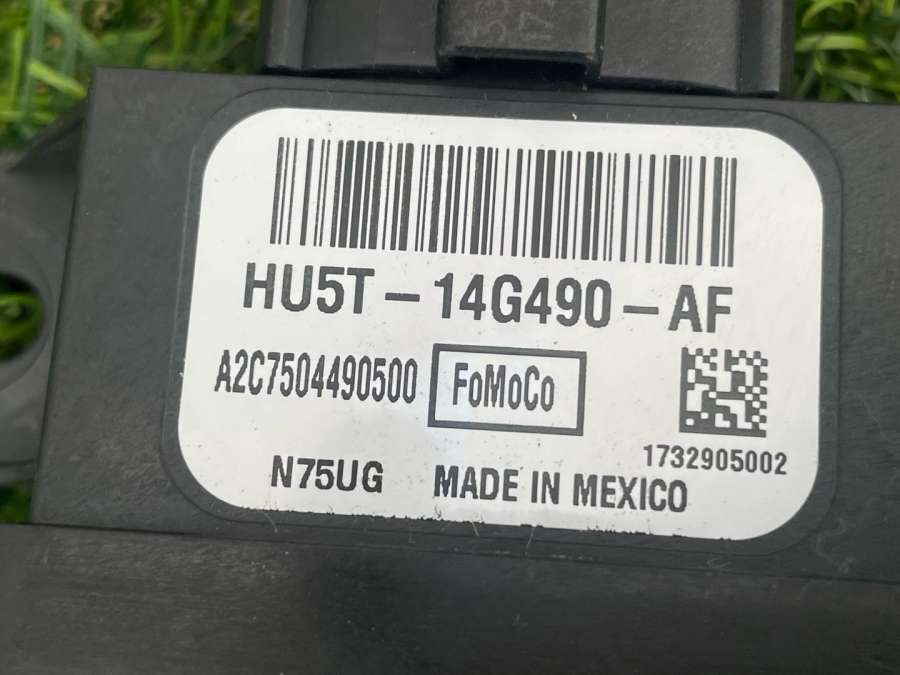 HU5T-14G490-AF
A2C7504490500 FoMoCo
1732905002
N75UG MADE IN MEXICO